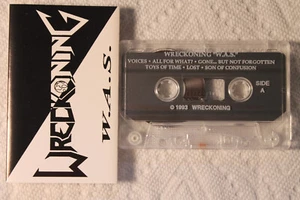 WRECKONING
W.A.S.
WRECKONING "W.A.S."
VOICES • ALL FOR WHAT? • GONE... BUT NOT FORGOTTEN
TOYS OF TIME • LOST • SON OF CONFUSION
SIDE
A
© 1993 WRECKONING